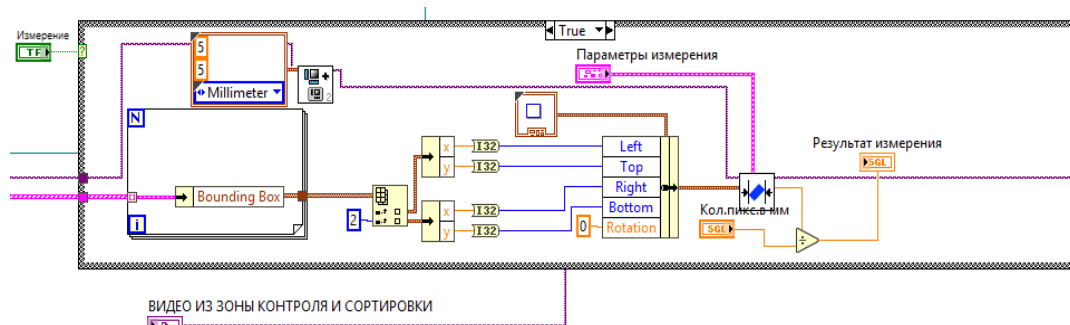 True
Измерение
TF
?
5
5
Millimeter
2
Параметры измерения
N
Bounding Box
i
2
x
y
I32
I32
x
y
I32
I32
Left
Top
Right
Bottom
0
Rotation
Результат измерения
SGL
Кол.пикс.в мм
SGL
÷
ВИДЕО ИЗ ЗОНЫ КОНТРОЛЯ И СОРТИРОВКИ